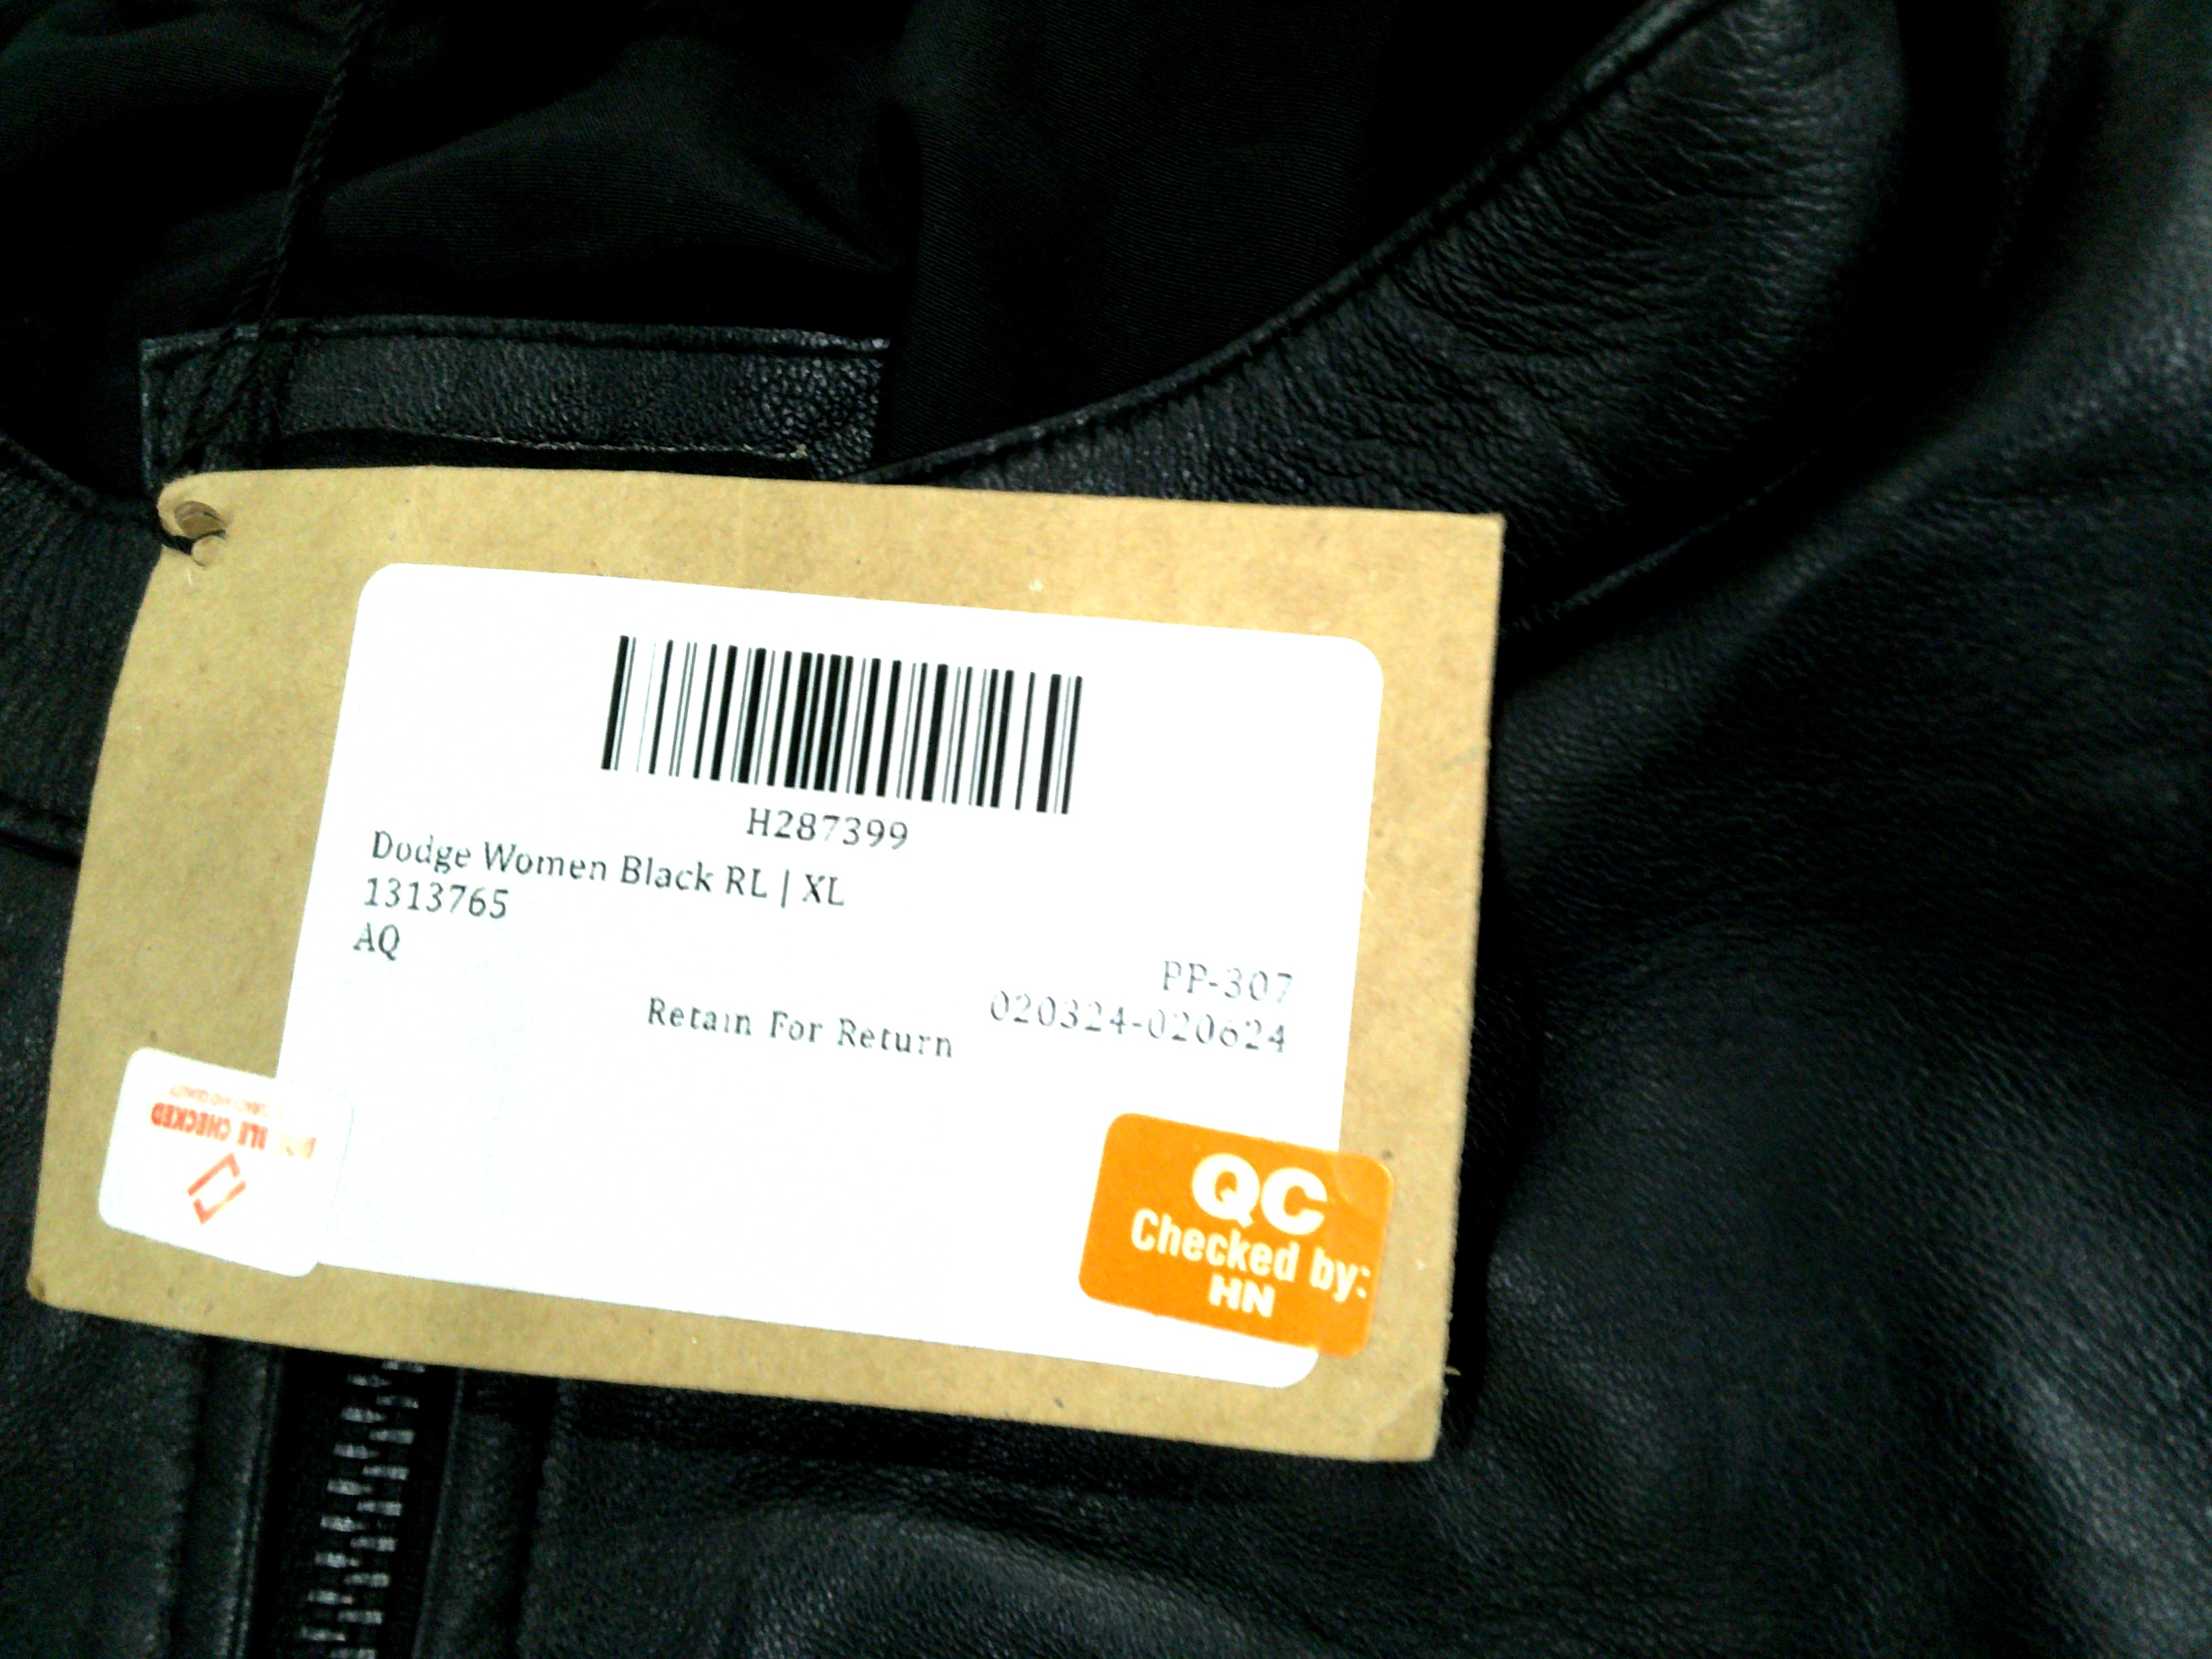 H287399
Dodge Women Black RL | XL
1313765
AQ
PP-307
020324-020624
Retain For Return
CHECKED
QC
Checked by:
HN